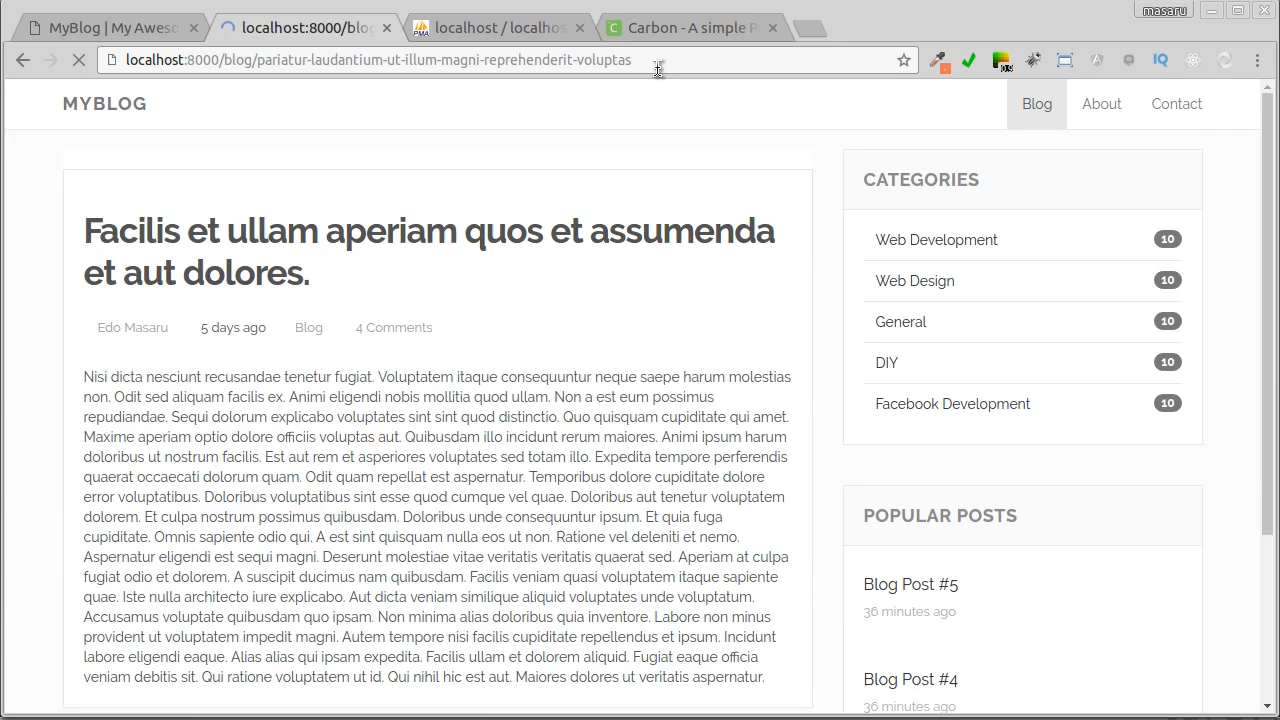 masaru
MyBlog | My Aweso
localhost:8000/blo
localhost / localhos
Carbon - A simple P
localhost:8000/blog/pariatur-laudantium-ut-illum-magni-reprehenderit-voluptas
MYBLOG
Blog
About
Contact
Facilis et ullam aperiam quos et assumenda
et aut dolores.
Edo Masaru
5 days ago
Blog
4 Comments
Nisi dicta nesciunt recusandae tenetur fugiat. Voluptatem itaque consequuntur neque saepe harum molestias
non. Odit sed aliquam facilis ex. Animi eligendi nobis mollitia quod ullam. Non a est eum possimus
repudiandae. Sequi dolorum explicabo voluptates sint sint quod distinctio. Quo quisquam cupiditate qui amet.
Maxime aperiam optio dolore officiis voluptas aut. Quibusdam illo incidunt rerum maiores. Animi ipsum harum
doloribus ut nostrum facilis. Est aut rem et asperiores voluptates sed totam illo. Expedita tempore perferendis
quaerat occaecati dolorum quam. Odit quam repellat est aspernatur. Temporibus dolore cupiditate dolore
error voluptatibus. Doloribus voluptatibus sint esse quod cumque vel quae. Doloribus aut tenetur voluptatem
dolorem. Et culpa nostrum possimus quibusdam. Doloribus unde consequuntur ipsum. Et quia fuga
cupiditate. Omnis sapiente odio qui. A est sint quisquam nulla eos ut non. Ratione vel deleniti et nemo.
Aspernatur eligendi est sequi magni. Deserunt molestiae vitae veritatis veritatis quaerat sed. Aperiam at culpa
fugiat odio et dolorem. A suscipit ducimus nam quibusdam. Facilis veniam quasi voluptatem itaque sapiente
quae. Iste nulla architecto iure explicabo. Aut dicta veniam similique aliquid voluptates unde voluptatum.
Accusamus voluptate quibusdam quo ipsam. Non minima alias doloribus quia inventore. Labore non minus
provident ut voluptatem impedit magni. Autem tempore nisi facilis cupiditate repellendus et ipsum. Incidunt
labore eligendi eaque. Alias alias qui ipsam expedita. Facilis ullam et dolorem aliquid. Fugiat eaque officia
veniam debitis sit. Qui ratione voluptatem ut id. Qui nihil hic est aut. Maiores dolores ut veritatis aspernatur.
CATEGORIES
Web Development 10
Web Design 10
General 10
DIY 10
Facebook Development 10
POPULAR POSTS
Blog Post #5
36 minutes ago
Blog Post #4
36 minutes ago